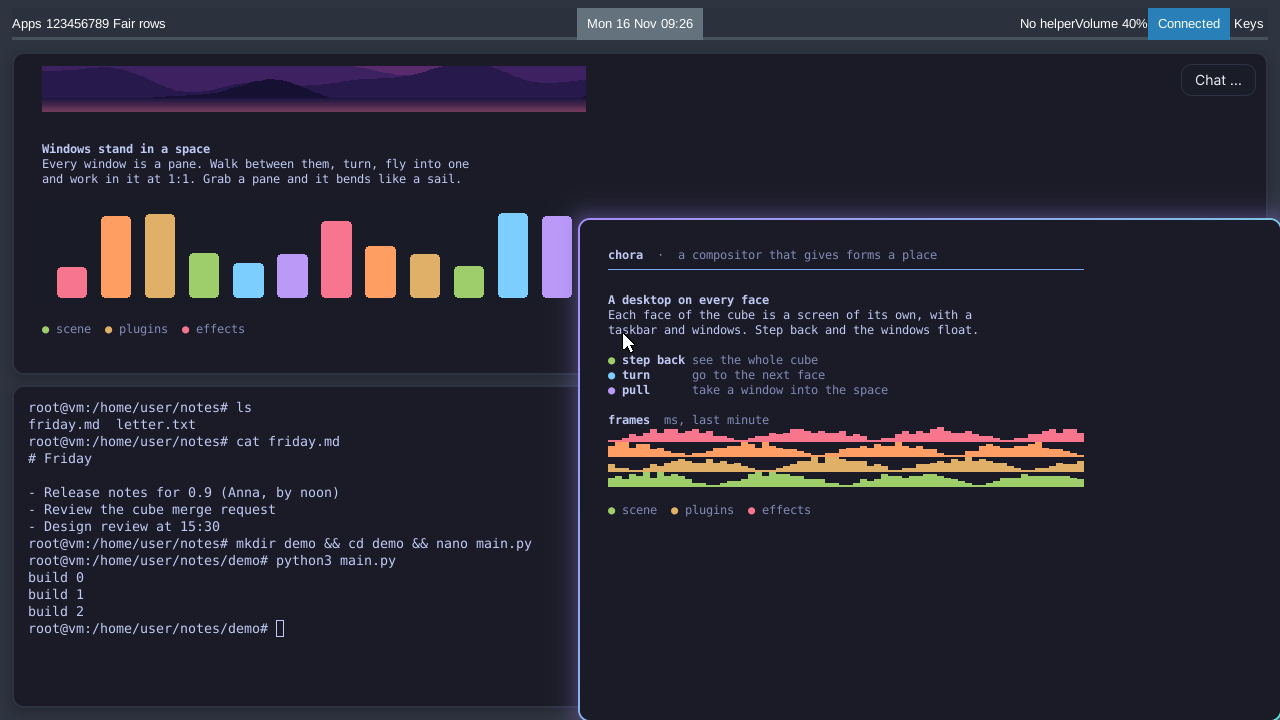 Apps 123456789 Fair rows
Mon 16 Nov 09:26
No helperVolume 40%
Connected
Keys
Chat ...
Windows stand in a space
Every window is a pane. Walk between them, turn, fly into one
and work in it at 1:1. Grab a pane and it bends like a sail.
● scene ● plugins ● effects
root@vm:/home/user/notes# ls
friday.md letter.txt
root@vm:/home/user/notes# cat friday.md
# Friday
- Release notes for 0.9 (Anna, by noon)
- Review the cube merge request
- Design review at 15:30
root@vm:/home/user/notes# mkdir demo && cd demo && nano main.py
root@vm:/home/user/notes/demo# python3 main.py
build 0
build 1
build 2
root@vm:/home/user/notes/demo#
chora · a compositor that gives forms a place
A desktop on every face
Each face of the cube is a screen of its own, with a
taskbar and windows. Step back and the windows float.
● step back see the whole cube
● turn go to the next face
● pull take a window into the space
frames ms, last minute
● scene ● plugins ● effects